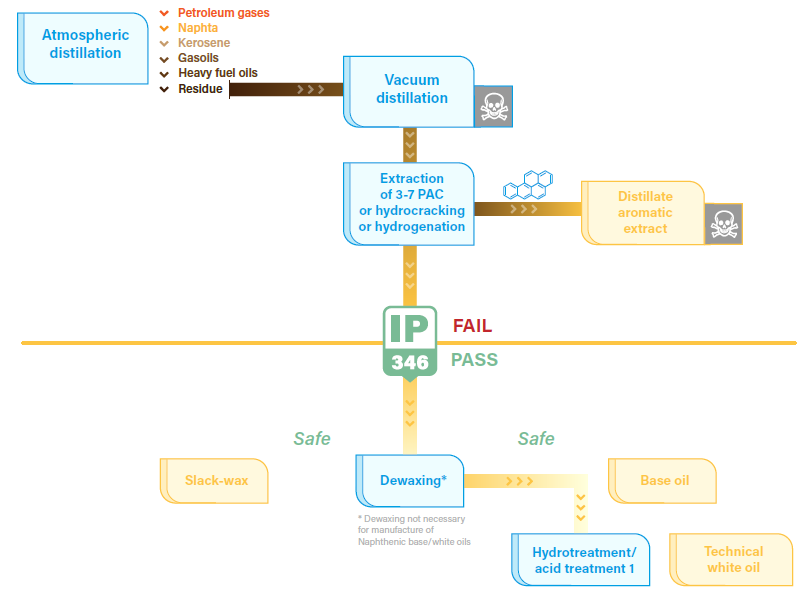 Atmospheric
distillation
Petroleum gases
Naphta
Kerosene
Gasoils
Heavy fuel oils
Residue
Vacuum
distillation
Extraction
of 3-7 PAC
or hydrocracking
or hydrogenation
Distillate
aromatic
extract
IP
346
FAIL
PASS
Safe
Safe
Slack-wax
Dewaxing*
Base oil
* Dewaxing not necessary
for manufacture of
Naphthenic base/white oils
Hydrotreatment/
acid treatment 1
Technical
white oil